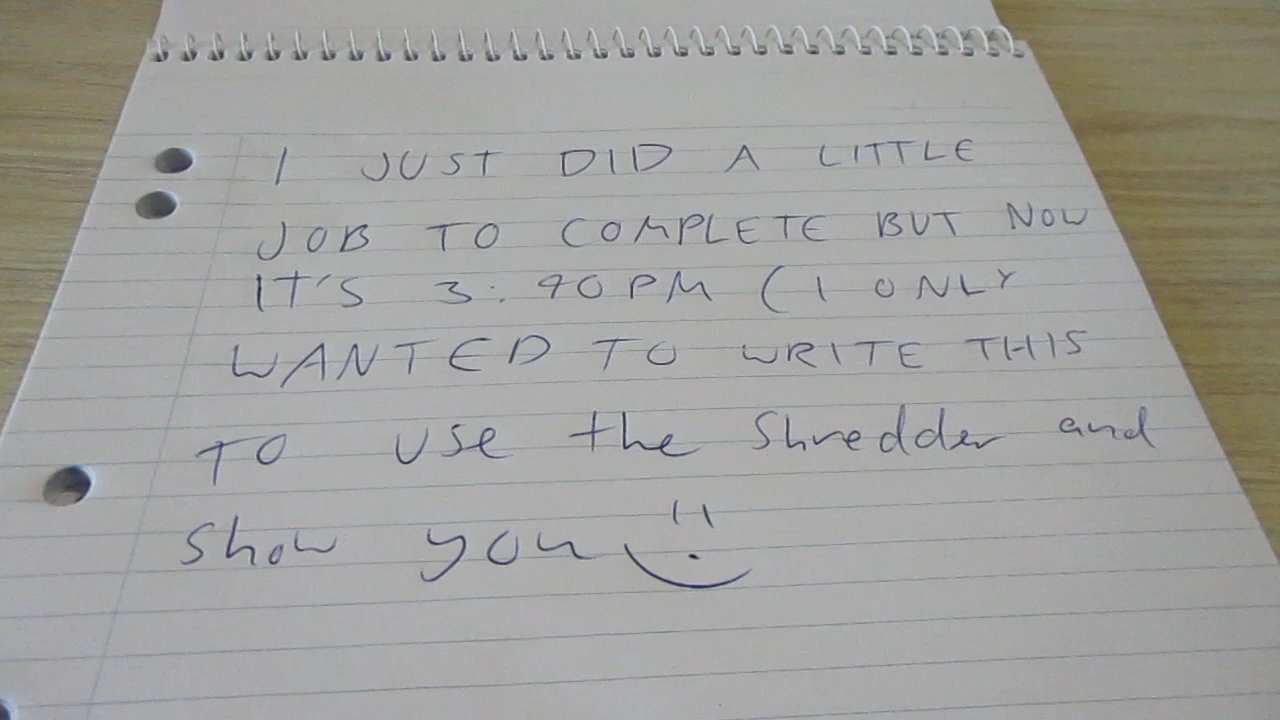 I JUST DID A LITTLE
JOB TO COMPLETE BUT NOW
IT'S 3:40PM (I ONLY
WANTED TO WRITE THIS
TO use the Shredder and
show you